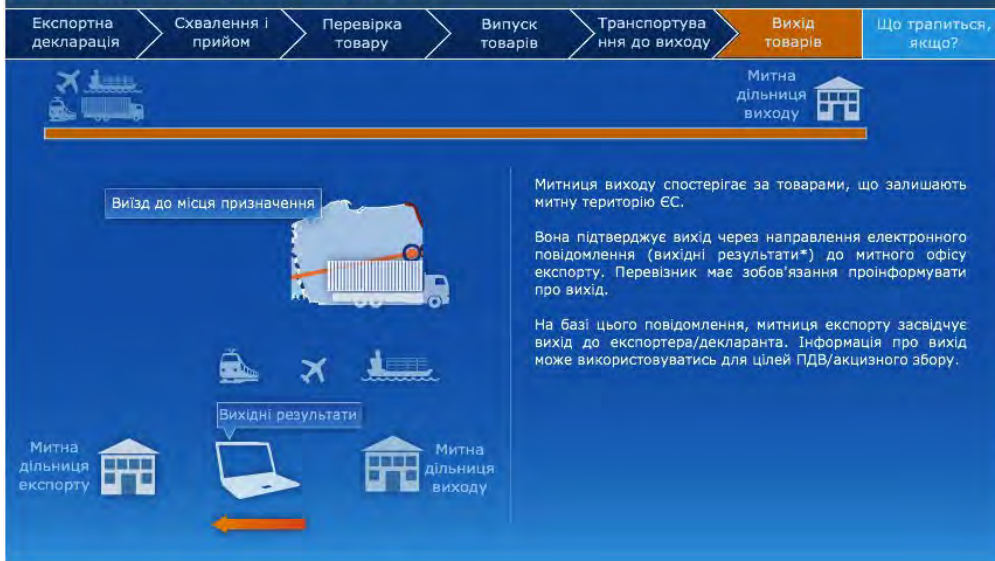 Експортна
декларація
Схвалення і
прийом
Перевірка
товару
Випуск
товарів
Транспортува
ння до виходу
Вихід
товарів
Що трапиться,
якщо?
Митна
дільниця
виходу
Виїзд до місця призначення
Митниця виходу спостерігає за товарами, що залишають
митну територію ЄС.
Вона підтверджує вихід через направлення електронного
повідомлення (вихідні результати*) до митного офісу
експорту. Перевізник має зобов'язання проінформувати
про вихід.
На базі цього повідомлення, митниця експорту засвідчує
вихід до експортера/декларанта. Інформація про вихід
може використовуватись для цілей ПДВ/акцизного збору.
Вихідні результати
Митна
дільниця
експорту
Митна
дільниця
виходу